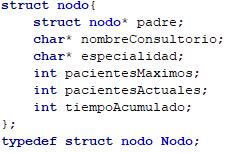 struct nodo{
struct nodo* padre;
char* nombreConsultorio;
char* especialidad;
int pacientesMaximos;
int pacientesActuales;
int tiempoAcumulado;
};
typedef struct nodo Nodo;